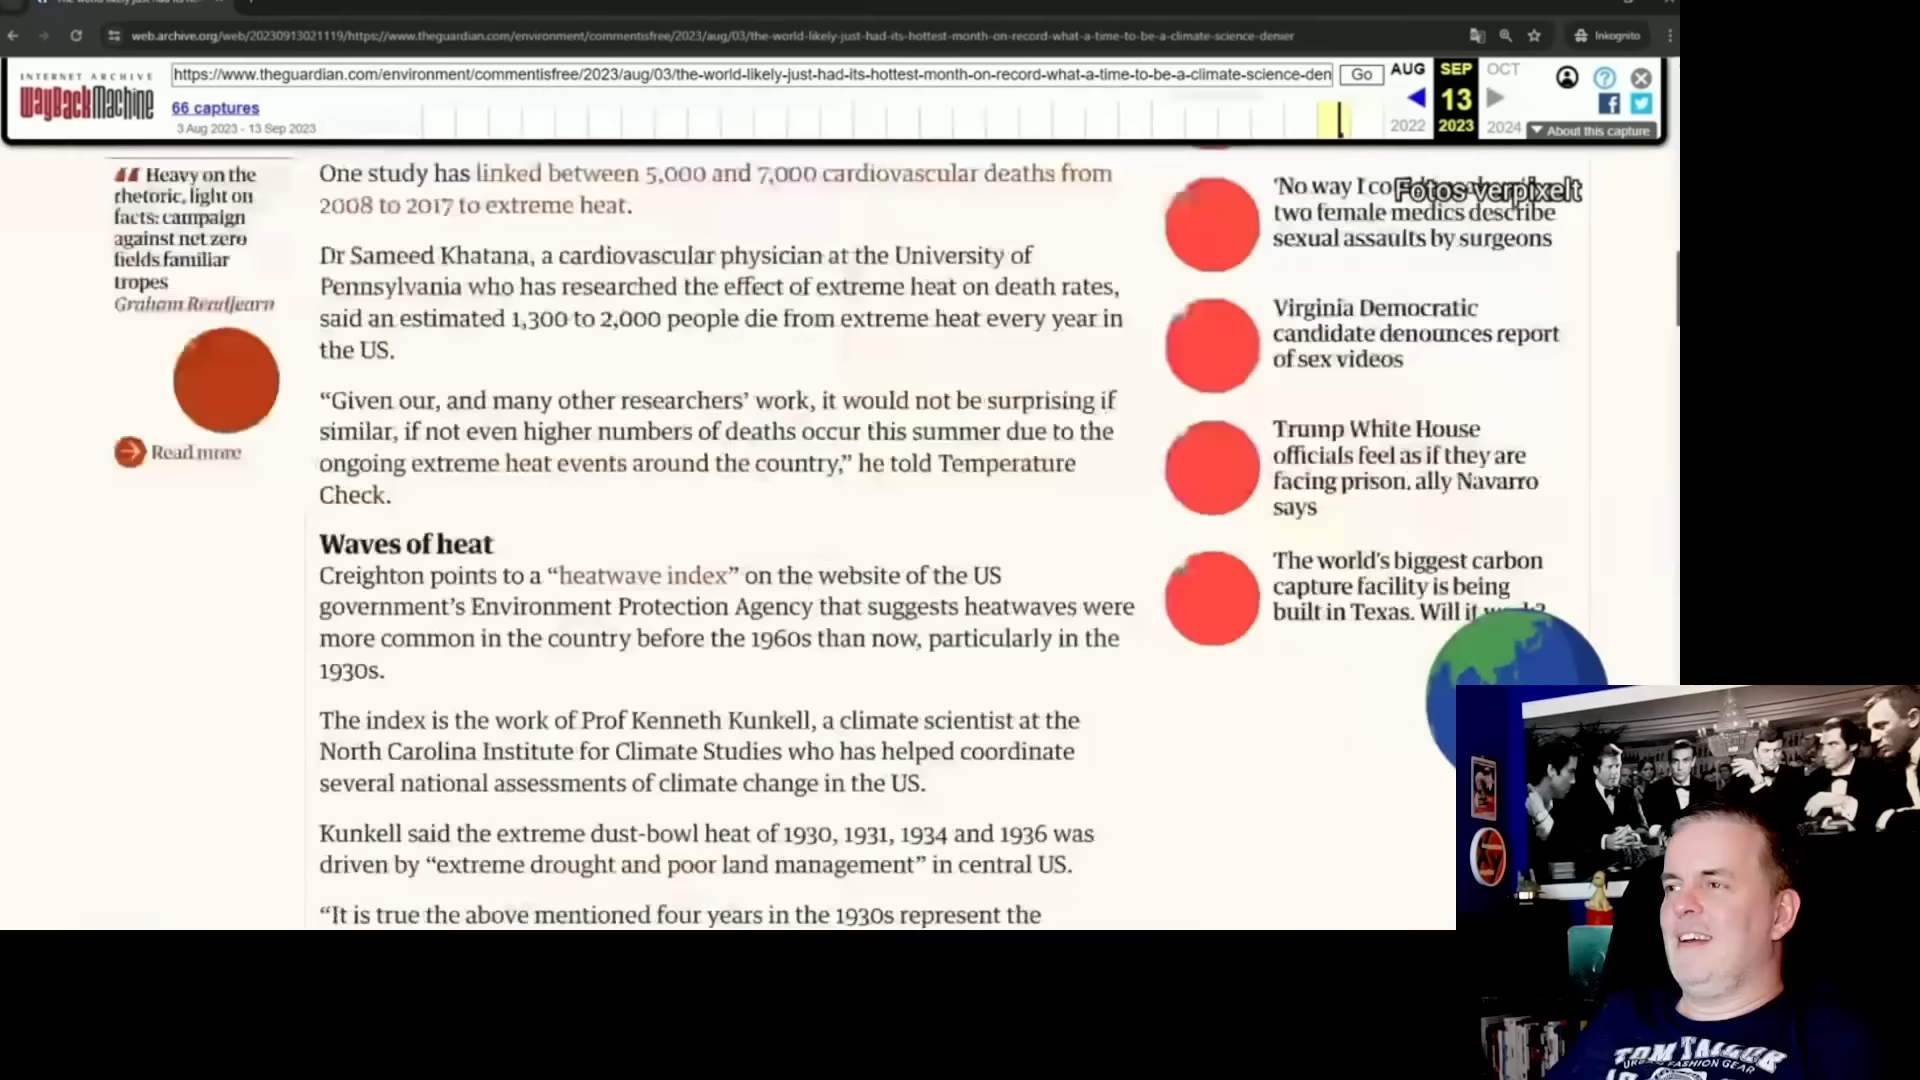 web.archive.org/web/20230913021119/https://www.theguardian.com/environment/commentisfree/2023/aug/03/the-world-likely-just-had-its-hottest-month-on-record-what-a-time-to-be-a-climate-science-denier
Inkognito
INTERNET ARCHIVE
WayBackMachine
https://www.theguardian.com/environment/commentisfree/2023/aug/03/the-world-likely-just-had-its-hottest-month-on-record-what-a-time-to-be-a-climate-science-den
Go
66 captures
3 Aug 2023 - 13 Sep 2023
AUG
SEP
OCT
13
2022
2023
2024
About this capture
Heavy on the
rhetoric, light on
facts: campaign
against net zero
fields familiar
tropes
Graham Readfearn
Read more
One study has linked between 5,000 and 7,000 cardiovascular deaths from
2008 to 2017 to extreme heat.
Dr Sameed Khatana, a cardiovascular physician at the University of
Pennsylvania who has researched the effect of extreme heat on death rates,
said an estimated 1,300 to 2,000 people die from extreme heat every year in
the US.
“Given our, and many other researchers’ work, it would not be surprising if
similar, if not even higher numbers of deaths occur this summer due to the
ongoing extreme heat events around the country,” he told Temperature
Check.
Waves of heat
Creighton points to a “heatwave index” on the website of the US
government’s Environment Protection Agency that suggests heatwaves were
more common in the country before the 1960s than now, particularly in the
1930s.
The index is the work of Prof Kenneth Kunkell, a climate scientist at the
North Carolina Institute for Climate Studies who has helped coordinate
several national assessments of climate change in the US.
Kunkell said the extreme dust-bowl heat of 1930, 1931, 1934 and 1936 was
driven by “extreme drought and poor land management” in central US.
“It is true the above mentioned four years in the 1930s represent the
Fotos verpixelt
‘No way I
two female medics describe
sexual assaults by surgeons
Virginia Democratic
candidate denounces report
of sex videos
Trump White House
officials feel as if they are
facing prison, ally Navarro
says
The world’s biggest carbon
capture facility is being
built in Texas. Will it
TOM TAILOR
URBAN FASHION GEAR